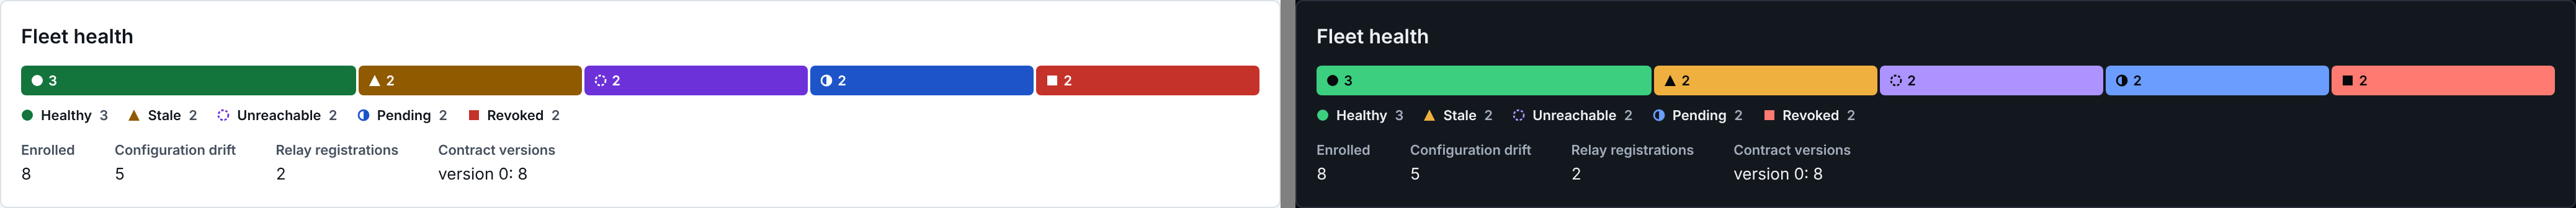 Fleet health
3 2 2 2 2
Healthy 3 Stale 2 Unreachable 2 Pending 2 Revoked 2
Enrolled Configuration drift Relay registrations Contract versions
8 5 2 version 0: 8
Fleet health
3 2 2 2 2
Healthy 3 Stale 2 Unreachable 2 Pending 2 Revoked 2
Enrolled Configuration drift Relay registrations Contract versions
8 5 2 version 0: 8